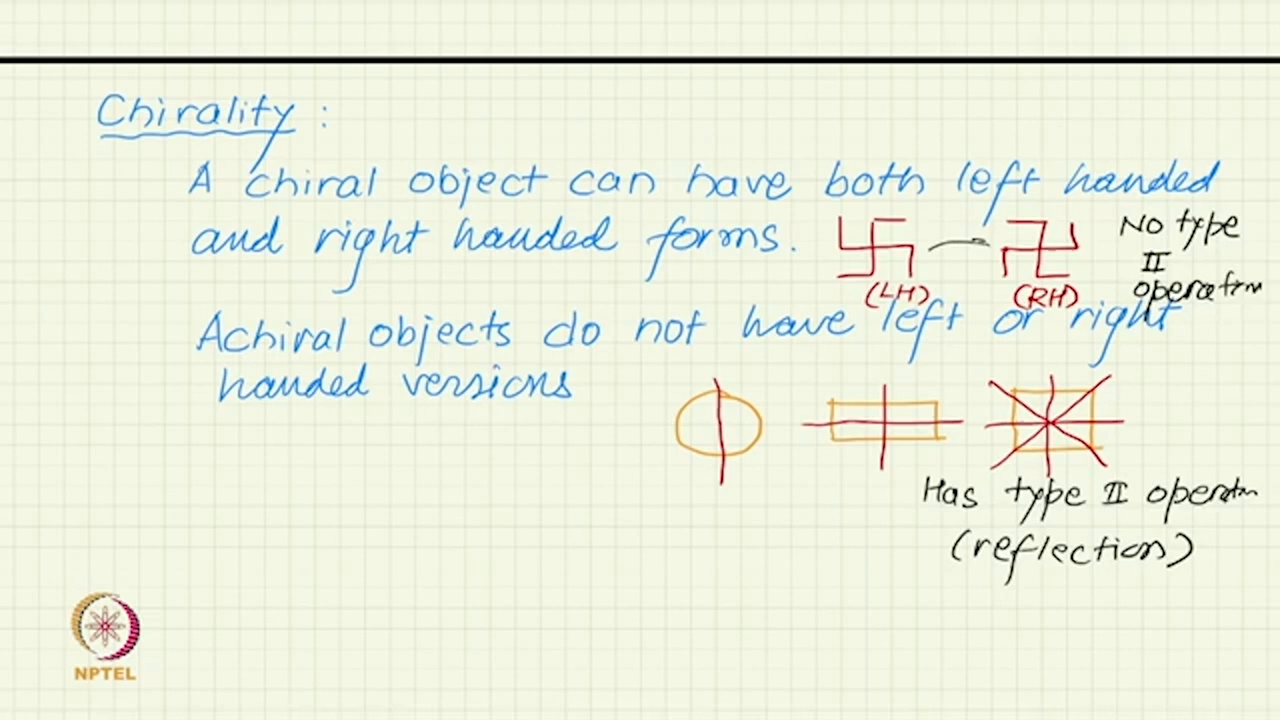 Chirality :
A chiral object can have both left handed
and right handed forms.
(LH) (RH)
No type
II
operation
Achiral objects do not have left or right
handed versions
Has type II operation
(reflection)
NPTEL